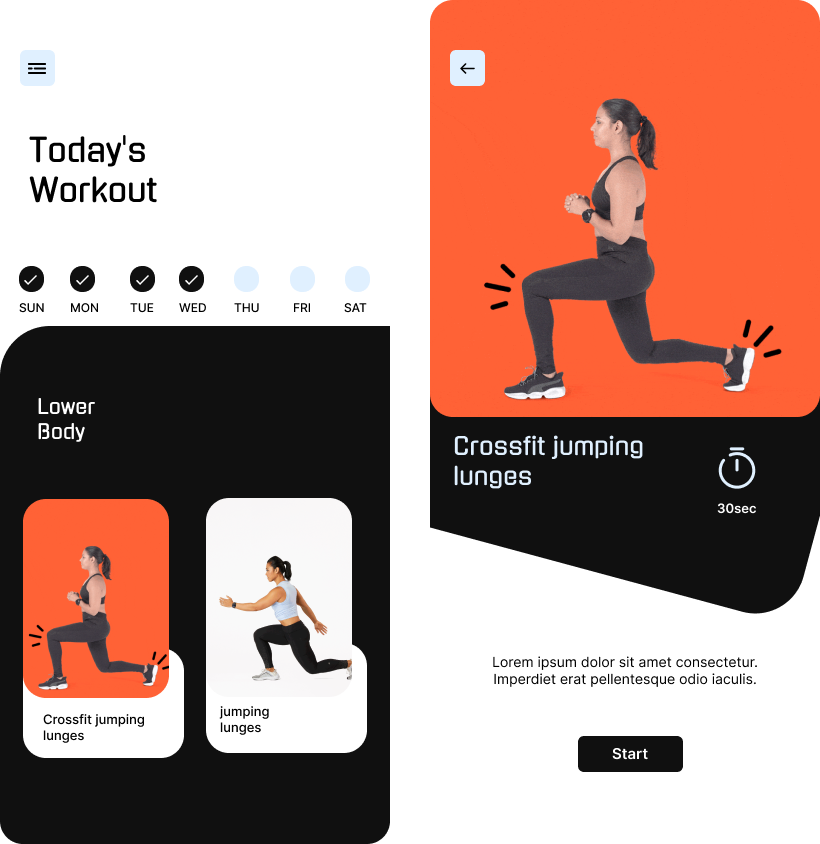 Today's
Workout
SUN MON TUE WED THU FRI SAT
Lower
Body
Crossfit jumping
lunges
jumping
lunges
Crossfit jumping
lunges
30sec
Lorem ipsum dolor sit amet consectetur.
Imperdiet erat pellentesque odio iaculis.
Start